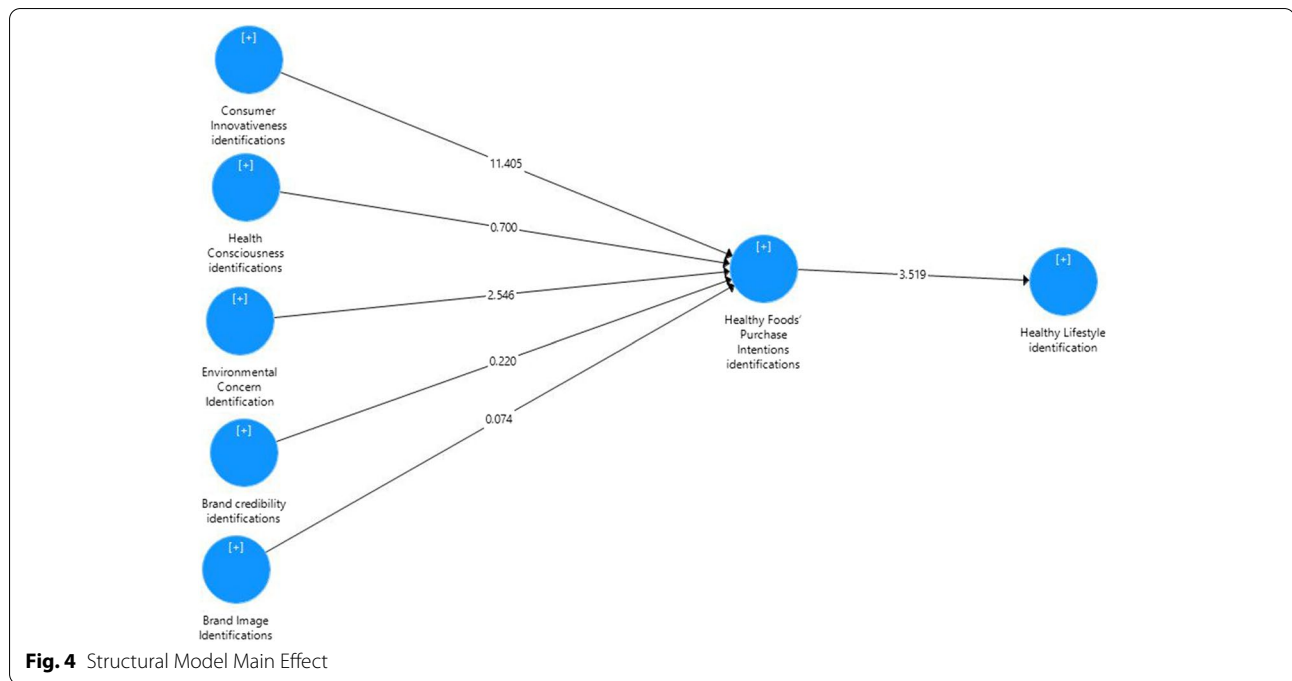 [+]
Consumer
Innovativeness
identifications
11.405
[+]
Health
Consciousness
identifications
0.700
[+]
Environmental
Concern
Identification
2.546
[+]
Brand credibility
identifications
0.220
[+]
Brand Image
Identifications
0.074
[+]
Healthy Foods'
Purchase
Intentions
identifications
3.519
[+]
Healthy Lifestyle
identification
Fig. 4 Structural Model Main Effect